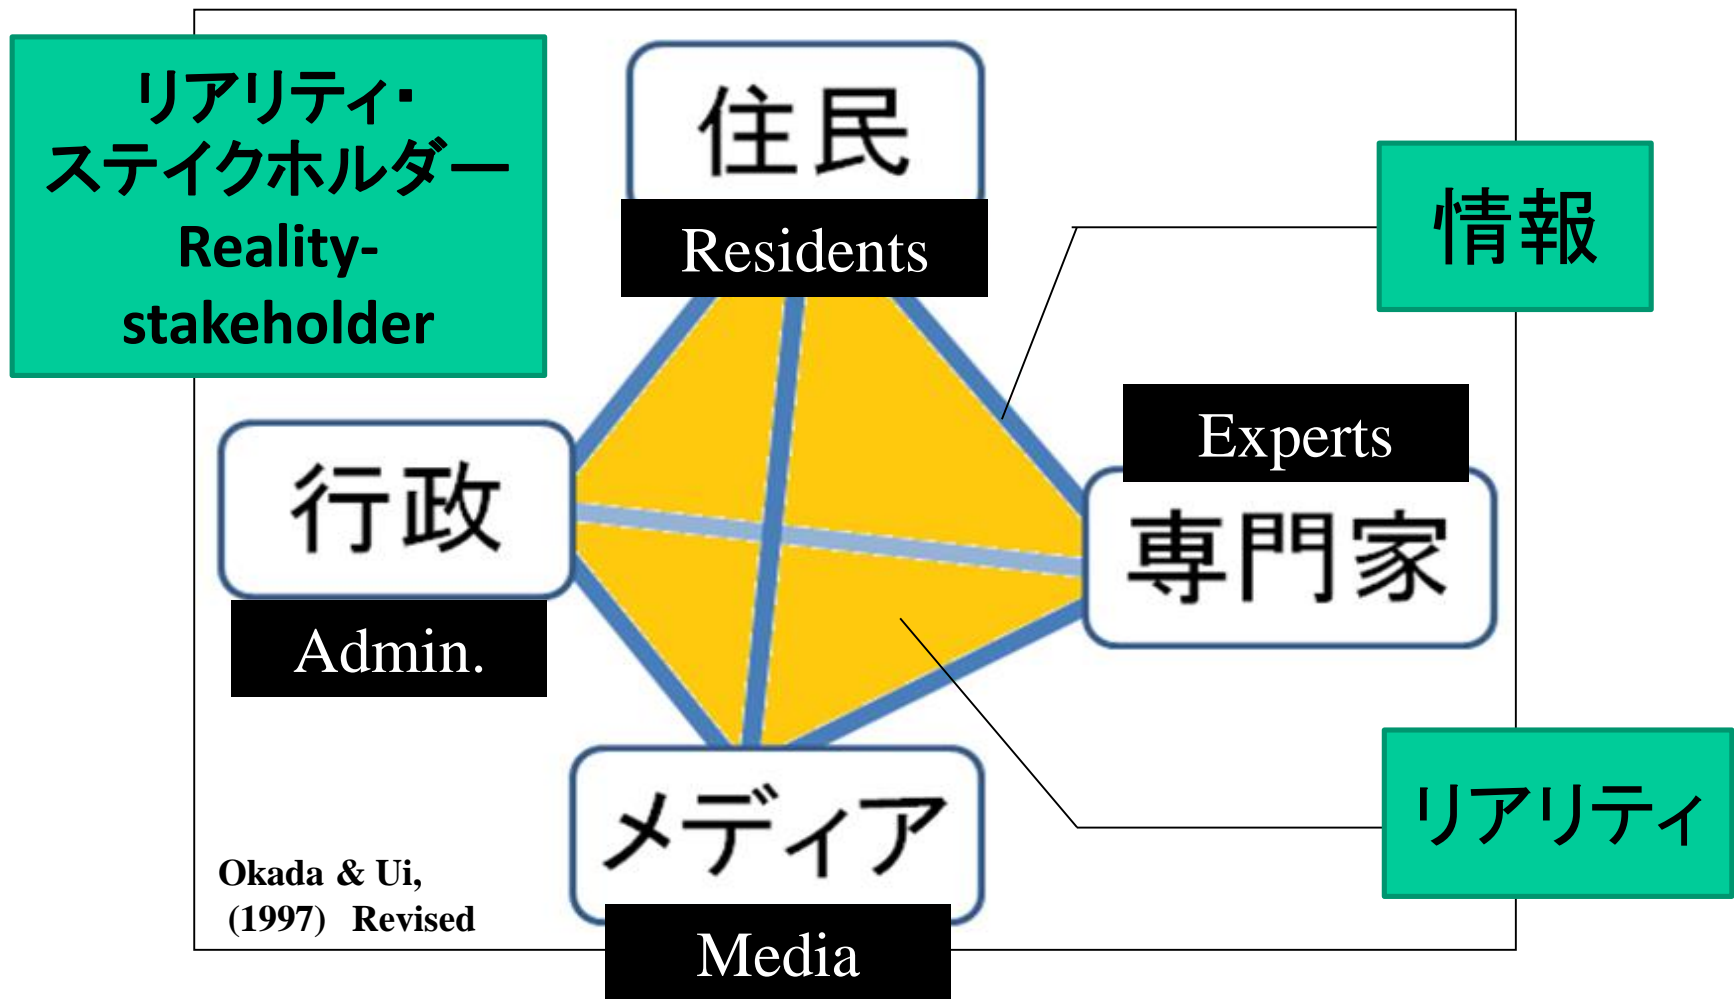 リアリティ・
ステイクホルダー
Reality-
stakeholder
住民
Residents
情報
Experts
専門家
行政
Admin.
リアリティ
メディア
Media
Okada & Ui,
(1997) Revised